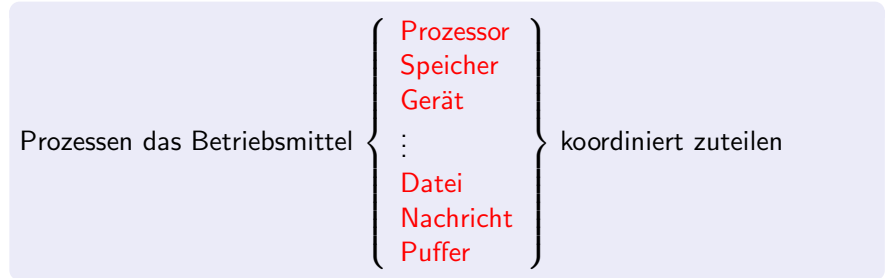 Prozessor
Speicher
Gerät
Prozessen das Betriebsmittel ⋮ koordiniert zuteilen
Datei
Nachricht
Puffer